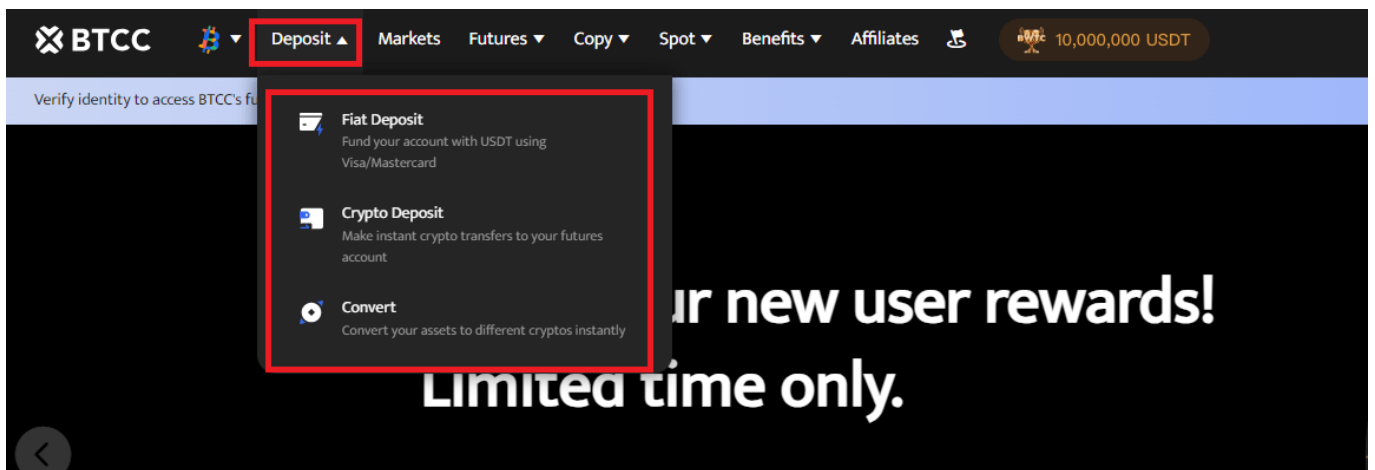 BTCC Deposit Markets Futures Copy Spot Benefits Affiliates 10,000,000 USDT
Verify identity to access BTCC's fu
Fiat Deposit
Fund your account with USDT using
Visa/Mastercard
Crypto Deposit
Make instant crypto transfers to your futures
account
Convert
Convert your assets to different cryptos instantly
ur new user rewards!
Limited time only.